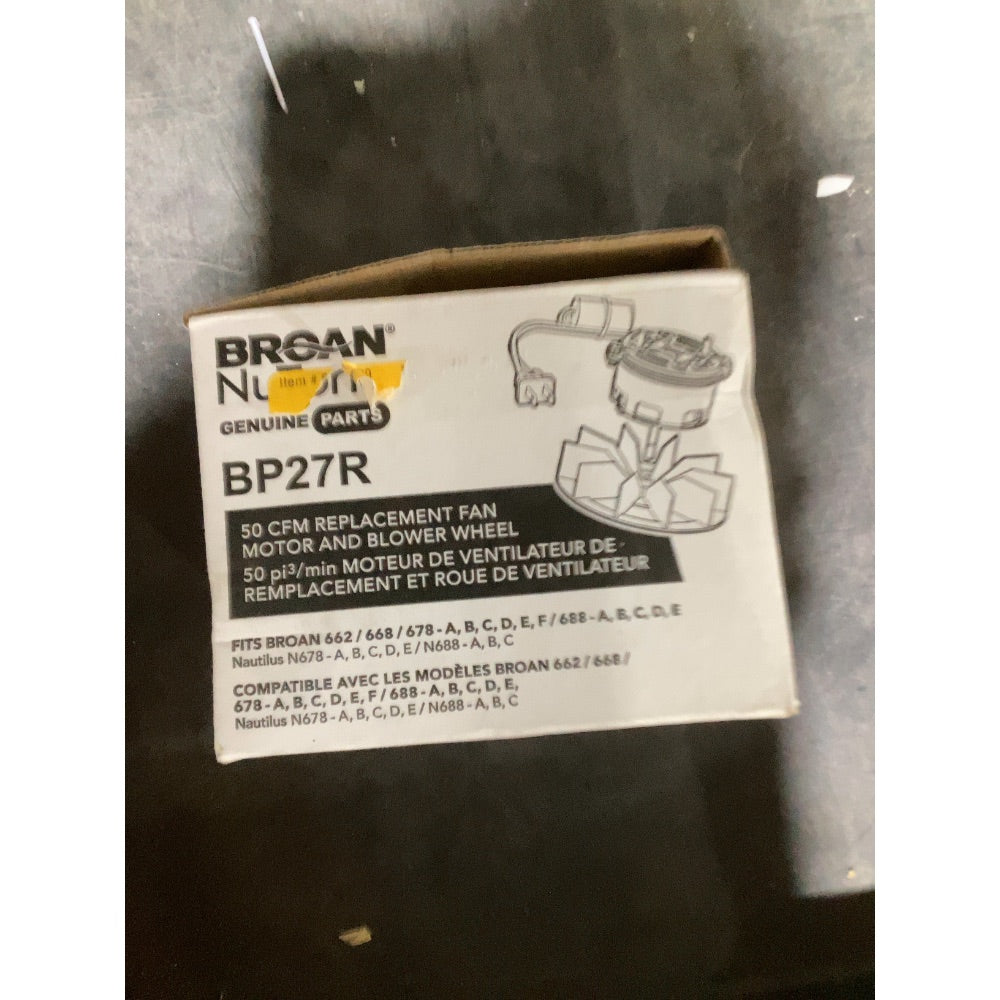 BROAN®
Item #
GENUINE PARTS
BP27R
50 CFM REPLACEMENT FAN
MOTOR AND BLOWER WHEEL
50 pi³/min MOTEUR DE VENTILATEUR DE
REMPLACEMENT ET ROUE DE VENTILATEUR
FITS BROAN 662 / 668 / 678 - A, B, C, D, E, F / 688 - A, B, C, D, E
Nautilus N678 - A, B, C, D, E / N688 - A, B, C
COMPATIBLE AVEC LES MODÈLES BROAN 662 / 668 /
678 - A, B, C, D, E, F / 688 - A, B, C, D, E,
Nautilus N678 - A, B, C, D, E / N688 - A, B, C